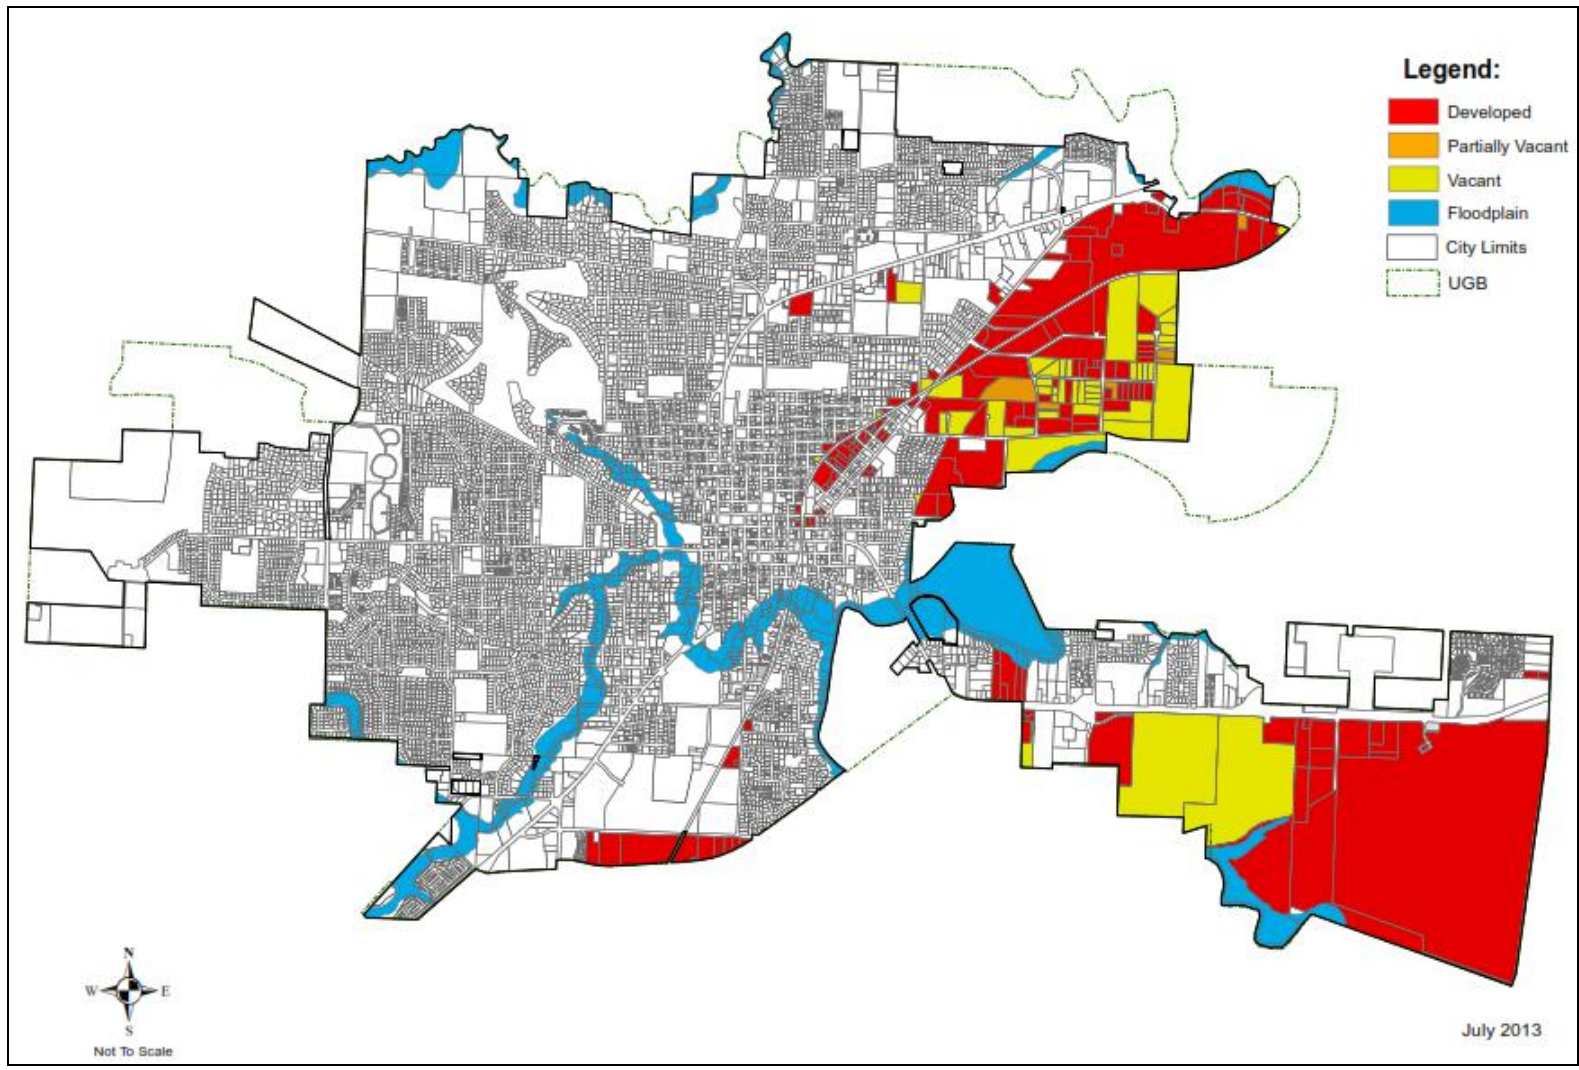 Legend:
Developed
Partially Vacant
Vacant
Floodplain
City Limits
UGB
N
W E
S
Not To Scale
July 2013